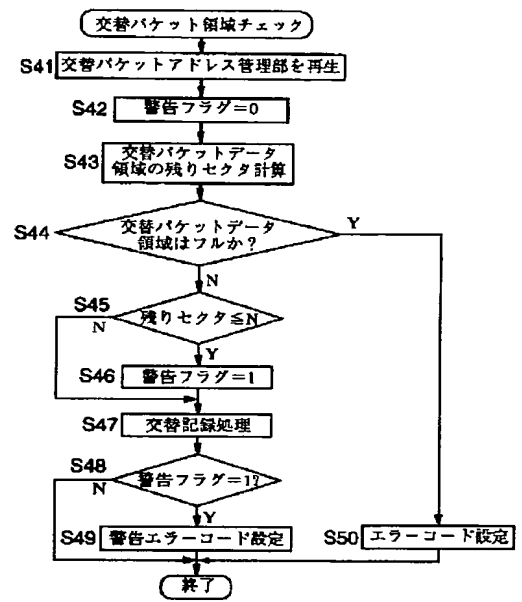 交替パケット領域チェック
S41
交替パケットアドレス管理部を再生
S42
警告フラグ=0
S43
交替パケットデータ
領域の残りセクタ計算
S44
交替パケットデータ
領域はフルか?
Y
N
S45
残りセクタ≦N
N
Y
S46
警告フラグ=1
S47
交替記録処理
S48
警告フラグ=1?
N
Y
S49
警告エラーコード設定
S50
エラーコード設定
終了